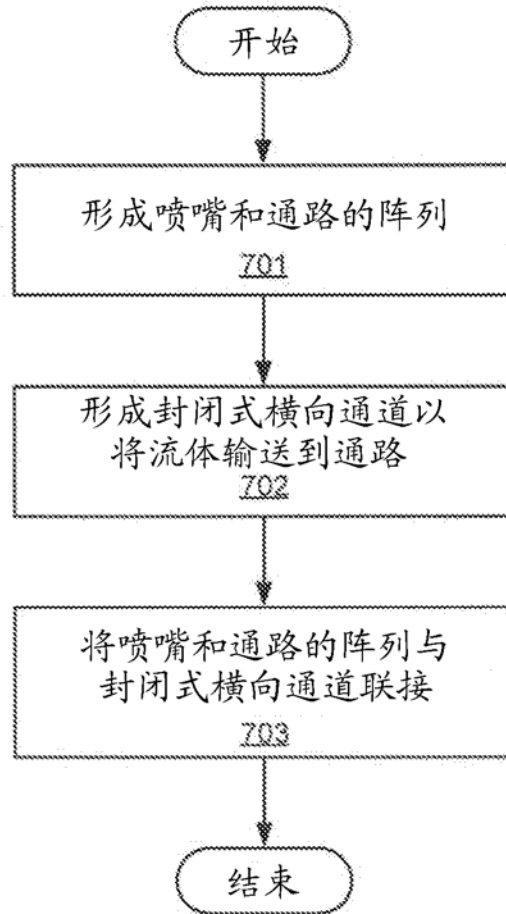 开始
形成喷嘴和通路的阵列
701
形成封闭式横向通道以
将流体输送到通路
702
将喷嘴和通路的阵列与
封闭式横向通道联接
703
结束